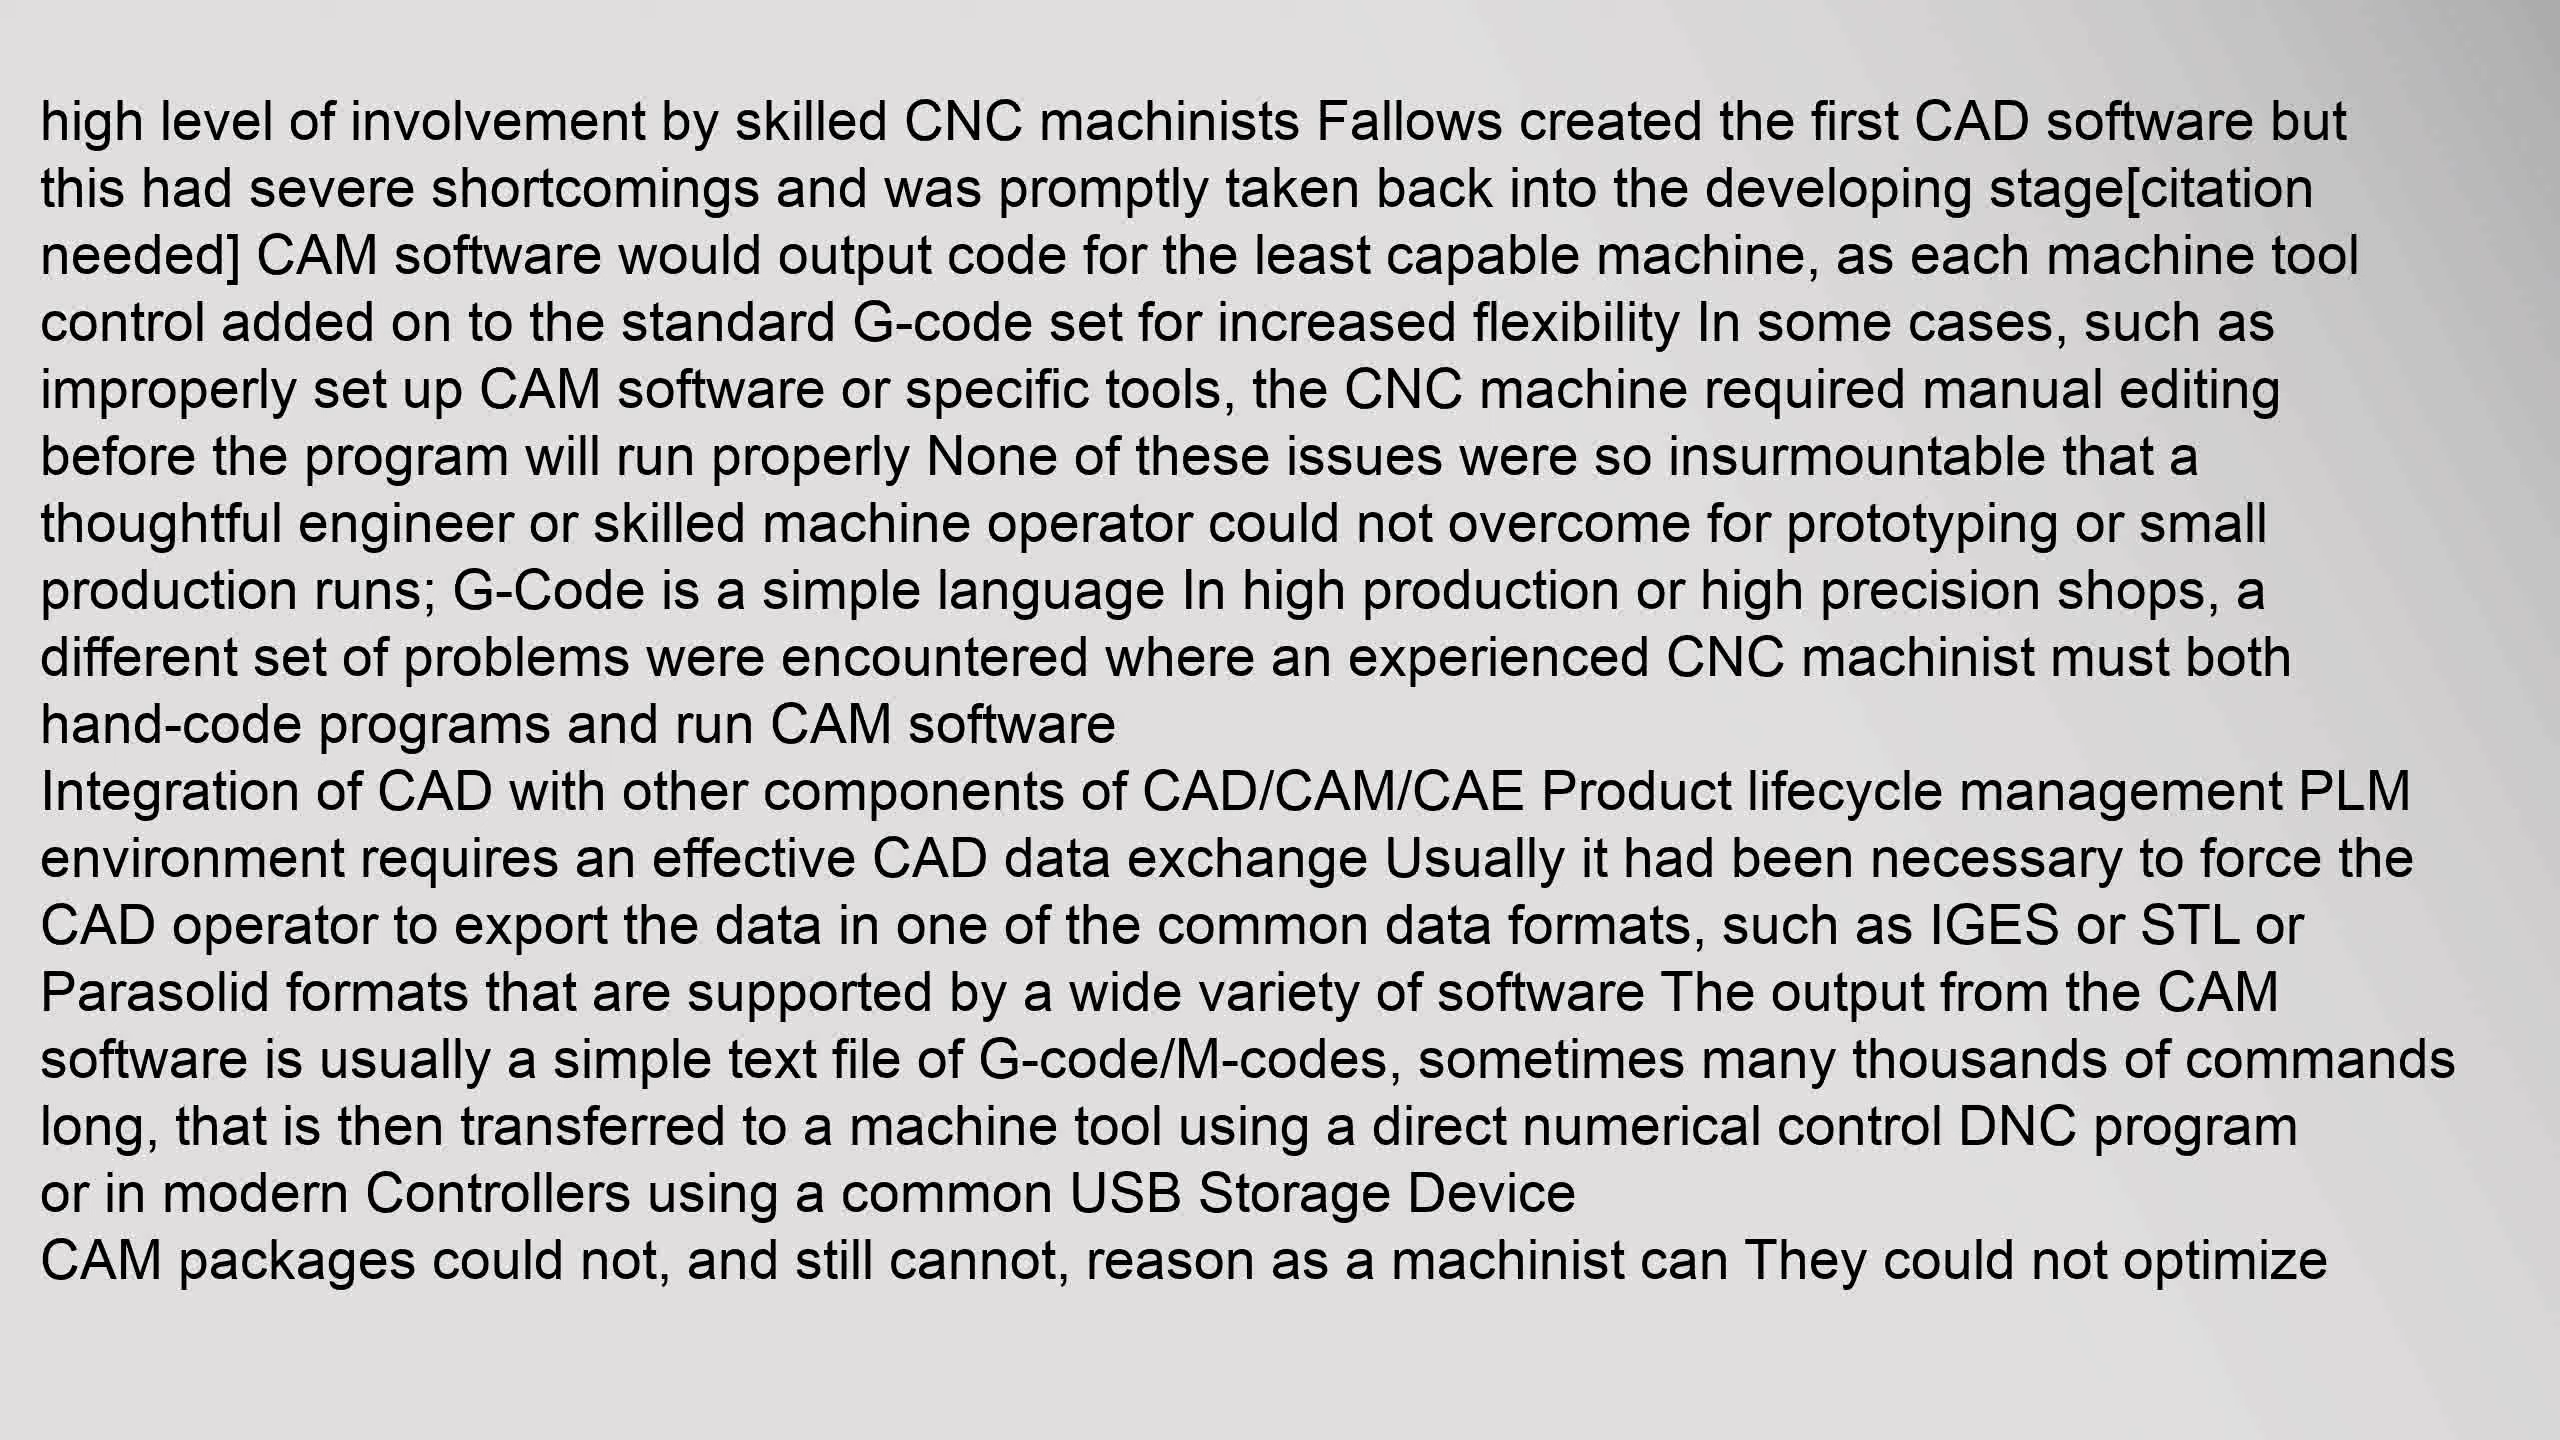 high level of involvement by skilled CNC machinists Fallows created the first CAD software but
this had severe shortcomings and was promptly taken back into the developing stage[citation
needed] CAM software would output code for the least capable machine, as each machine tool
control added on to the standard G-code set for increased flexibility In some cases, such as
improperly set up CAM software or specific tools, the CNC machine required manual editing
before the program will run properly None of these issues were so insurmountable that a
thoughtful engineer or skilled machine operator could not overcome for prototyping or small
production runs; G-Code is a simple language In high production or high precision shops, a
different set of problems were encountered where an experienced CNC machinist must both
hand-code programs and run CAM software
Integration of CAD with other components of CAD/CAM/CAE Product lifecycle management PLM
environment requires an effective CAD data exchange Usually it had been necessary to force the
CAD operator to export the data in one of the common data formats, such as IGES or STL or
Parasolid formats that are supported by a wide variety of software The output from the CAM
software is usually a simple text file of G-code/M-codes, sometimes many thousands of commands
long, that is then transferred to a machine tool using a direct numerical control DNC program
or in modern Controllers using a common USB Storage Device
CAM packages could not, and still cannot, reason as a machinist can They could not optimize